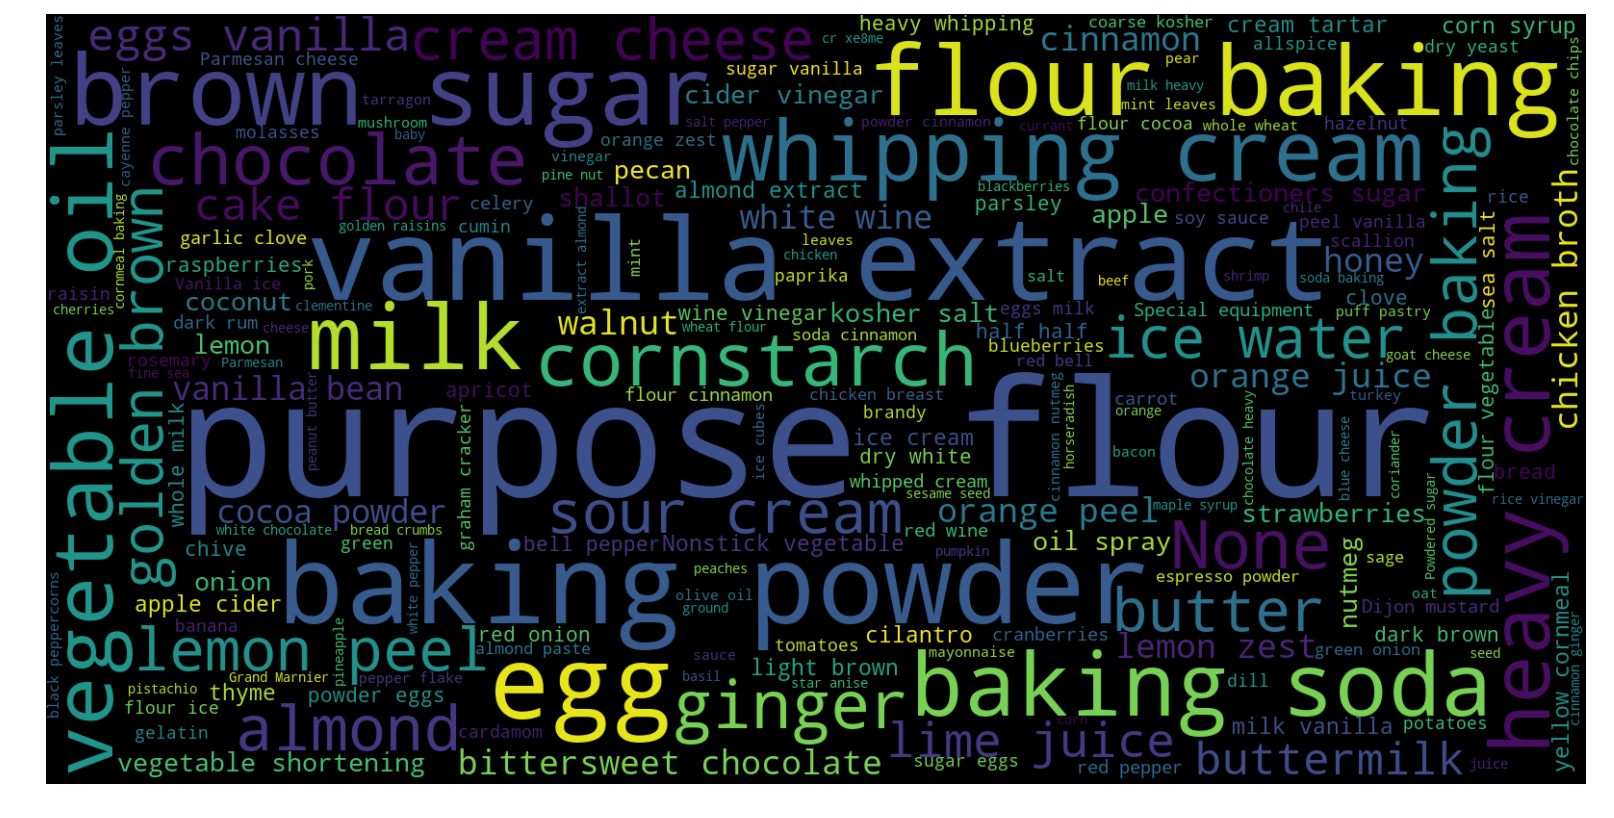 parsley leaves
eggs vanilla
cream cheese
heavy whipping
coarse kosher
cream tartar
corn syrup
cr xe8me
cinnamon
allspice
dry yeast
Parmesan cheese
brown sugar
sugar vanilla
flour baking
pear
chocolate chips
tarragon
cider vinegar
milk heavy
mint leaves
cayenne pepper
molasses
mushroom
baby
salt pepper
powder cinnamon
currant
flour cocoa
whole wheat
hazelnut
orange zest
chocolate
vinegar
pine nut
pecan
whipping cream
vegetable oil
golden brown
cake flour
celery
shallot
almond extract
blackberries
parsley
confectioners sugar
powder baking
rice
chicken broth
golden raisins
cumin
extract almond
white wine
apple
soy sauce
chile
peel vanilla
garlic clove
cornmeal baking
vanilla extract
leaves
chicken
scallion
raspberries
pork
mint
paprika
salt
beef
shrimp
soda baking
honey
flour vegetablesea salt
heavy cream
raisin
Vanilla ice
cherries
coconut
clementine
clove
dark rum
cheese
milk
walnut
wine vinegar
kosher salt
eggs milk
Special equipment
puff pastry
wheat flour
soda cinnamon
half half
lemon
cornstarch
blueberries
ice water
rosemary
Parmesan
fine sea
red bell
goat cheese
vanilla bean
apricot
flour cinnamon
chicken breast
orange juice
turkey
whole milk
peanut butter
purpose flour
brandy
carrot
orange
graham cracker
ice cubes
ice cream
dry white
horseradish
cinnamon nutmeg
bacon
chocolate heavy
blue cheese
coriander
bread
whipped cream
sesame seed
cocoa powder
sour cream
orange peel
maple syrup
strawberries
Powdered sugar
rice vinegar
white chocolate
bread crumbs
red wine
chive
green
white pepper
bell pepper
Nonstick vegetable
pumpkin
oil spray
None
sage
black peppercorns
onion
baking powder
peaches
espresso powder
nutmeg
oat
apple cider
olive oil
ground
butter
Dijon mustard
yellow cornmeal
cinnamon ginger
banana
pineapple
red onion
almond paste
tomatoes
cilantro
cranberries
lemon zest
green onion
dark brown
seed
lemon peel
sauce
mayonnaise
Grand Marnier
pepper flake
egg
basil
light brown
star anise
baking soda
dill
pistachio
thyme
powder eggs
flour ice
ginger
gelatin
almond
cardamom
lime juice
corn
milk vanilla
potatoes
vegetable shortening
bittersweet chocolate
sugar eggs
red pepper
buttermilk
juice